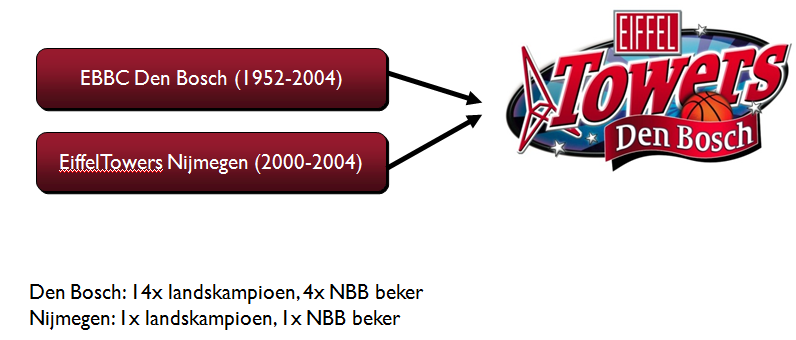 EBBC Den Bosch (1952-2004)
EiffelTowers Nijmegen (2000-2004)
EIFFEL
Towers
Den Bosch
Den Bosch: 14x landskampioen, 4x NBB beker
Nijmegen: 1x landskampioen, 1x NBB beker